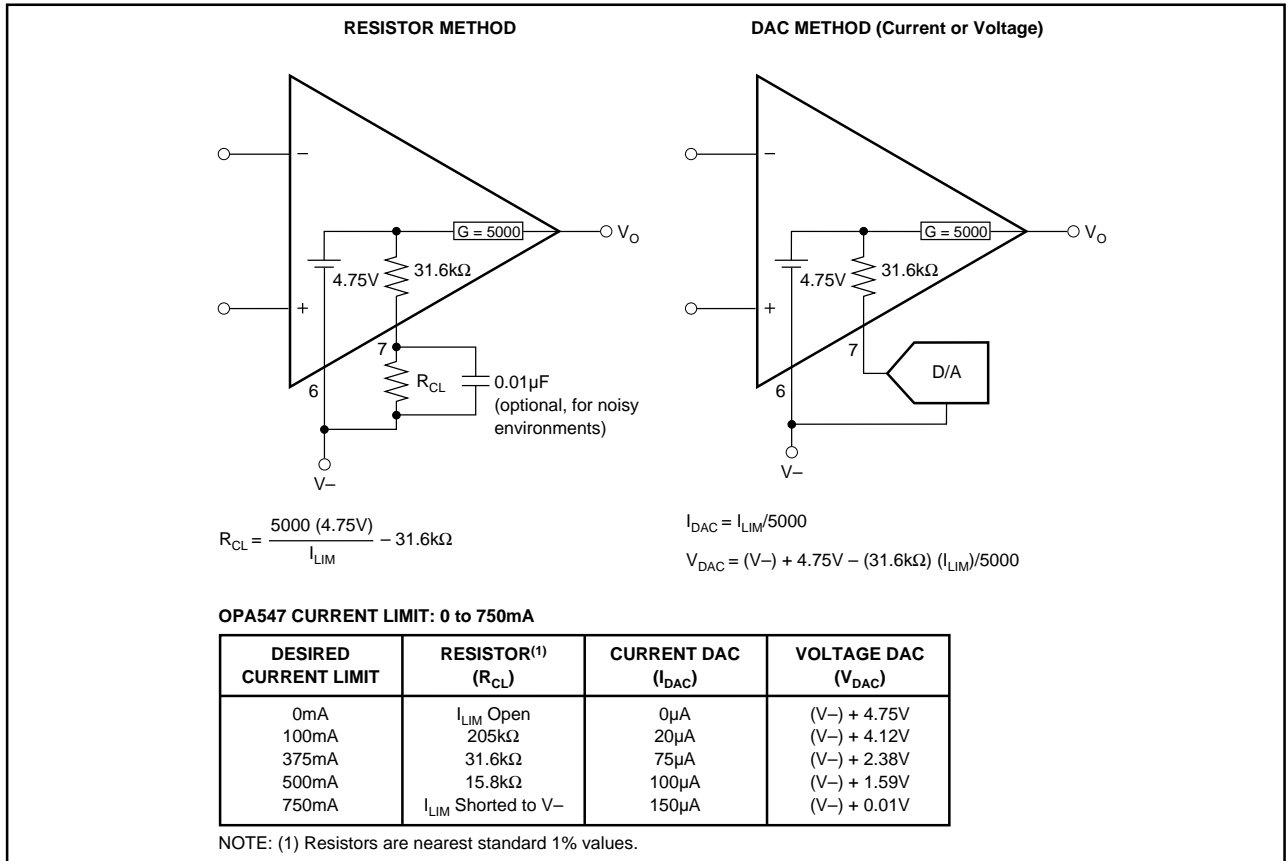 RESISTOR METHOD
DAC METHOD (Current or Voltage)
−
G = 5000
V_O
4.75V
31.6kΩ
+
7
6
R_CL
0.01µF
(optional, for noisy
environments)
V–
−
G = 5000
V_O
4.75V
31.6kΩ
+
7
6
D/A
V–
R_CL = 5000 (4.75V) / I_LIM – 31.6kΩ
I_DAC = I_LIM/5000
V_DAC = (V–) + 4.75V – (31.6kΩ) (I_LIM)/5000
OPA547 CURRENT LIMIT: 0 to 750mA
DESIRED CURRENT LIMIT | RESISTOR(1) (R_CL) | CURRENT DAC (I_DAC) | VOLTAGE DAC (V_DAC)
0mA | I_LIM Open | 0µA | (V–) + 4.75V
100mA | 205kΩ | 20µA | (V–) + 4.12V
375mA | 31.6kΩ | 75µA | (V–) + 2.38V
500mA | 15.8kΩ | 100µA | (V–) + 1.59V
750mA | I_LIM Shorted to V– | 150µA | (V–) + 0.01V
NOTE: (1) Resistors are nearest standard 1% values.